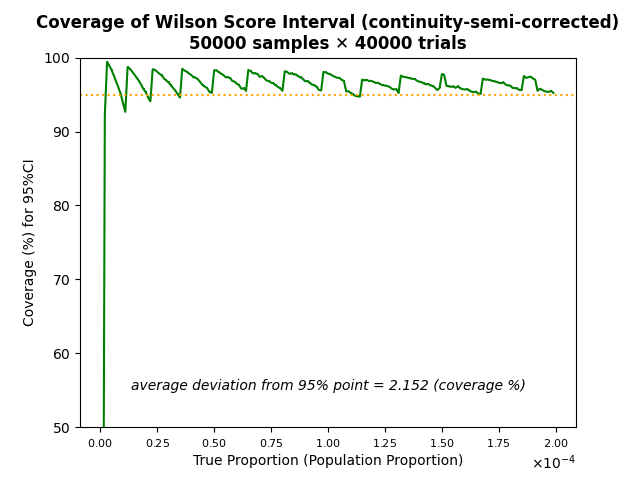 Coverage of Wilson Score Interval (continuity-semi-corrected)
50000 samples × 40000 trials
Coverage (%) for 95%CI
100
90
80
70
60
50
average deviation from 95% point = 2.152 (coverage %)
0.00 0.25 0.50 0.75 1.00 1.25 1.50 1.75 2.00
True Proportion (Population Proportion)
×10⁻⁴